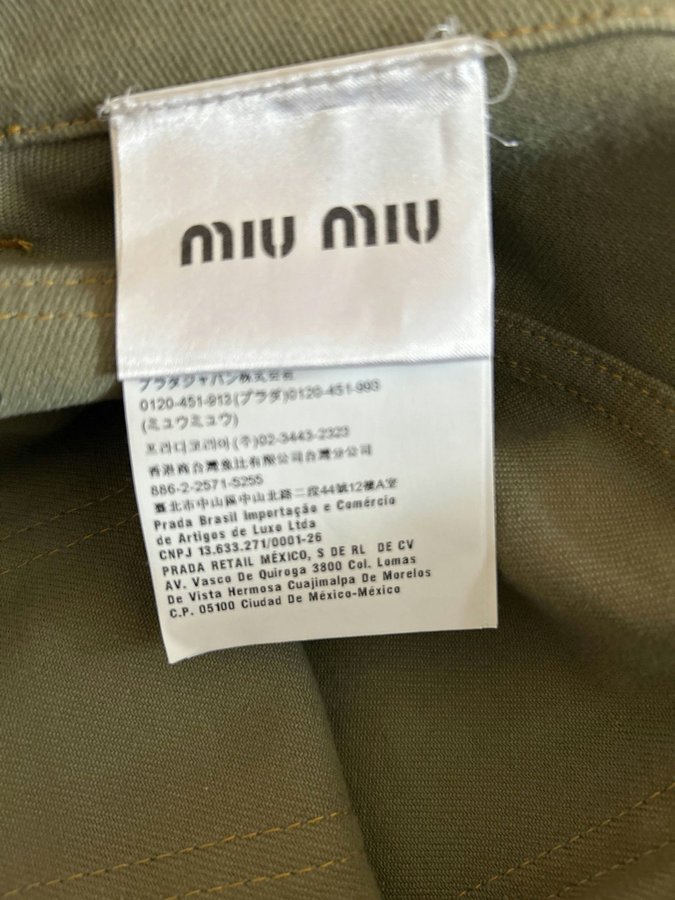 miu miu
プラダジャパン株式会社
0120-451-913(プラダ)0120-451-993
(ミュウミュウ)
프라다코리아(주)02-3443-2323
香港商台灣壹比有限公司台灣分公司
886-2-2571-5255
臺北市中山區中山北路二段44號12樓A室
Prada Brasil Importação e Comércio
de Artigos de Luxo Ltda
CNPJ 13.633.271/0001-26
PRADA RETAIL MÉXICO, S DE RL DE CV
AV. Vasco De Quiroga 3800 Col. Lomas
De Vista Hermosa Cuajimalpa De Morelos
C.P. 05100 Ciudad De México-México